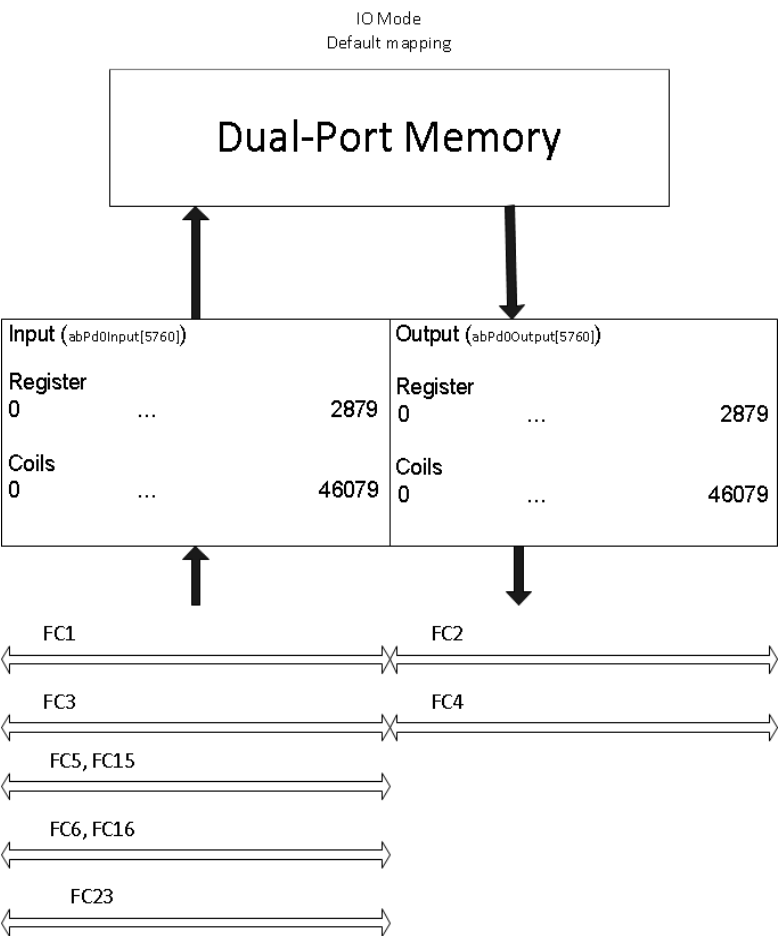 IO Mode
Default mapping
Dual-Port Memory
Input (abPd0Input[5760])
Register
0 ... 2879
Coils
0 ... 46079
Output (abPd0Output[5760])
Register
0 ... 2879
Coils
0 ... 46079
FC1 FC2
FC3 FC4
FC5, FC15
FC6, FC16
FC23